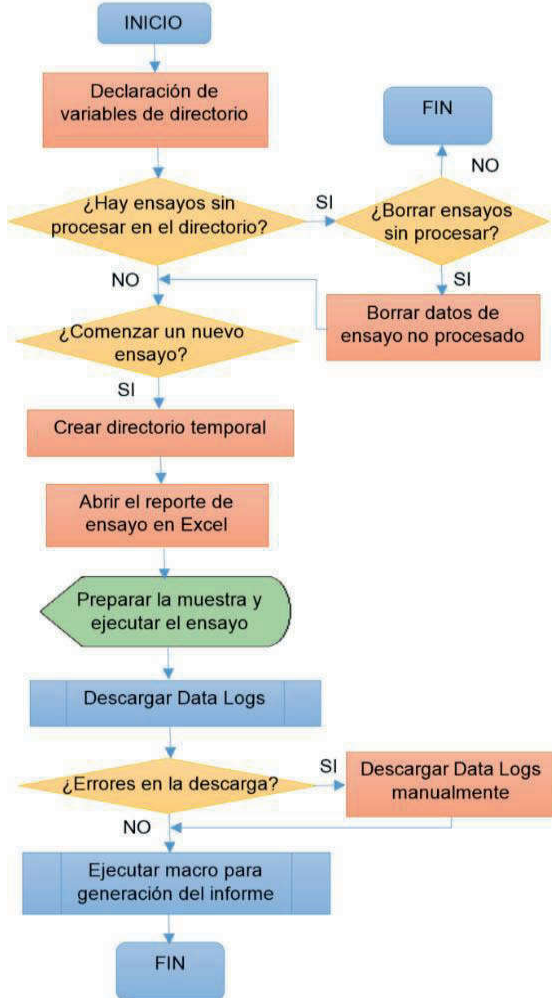 INICIO
Declaración de
variables de directorio
FIN
NO
¿Hay ensayos sin
procesar en el directorio?
SI
¿Borrar ensayos
sin procesar?
NO
SI
Borrar datos de
ensayo no procesado
¿Comenzar un nuevo
ensayo?
SI
Crear directorio temporal
Abrir el reporte de
ensayo en Excel
Preparar la muestra y
ejecutar el ensayo
Descargar Data Logs
¿Errores en la descarga?
SI
Descargar Data Logs
manualmente
NO
Ejecutar macro para
generación del informe
FIN